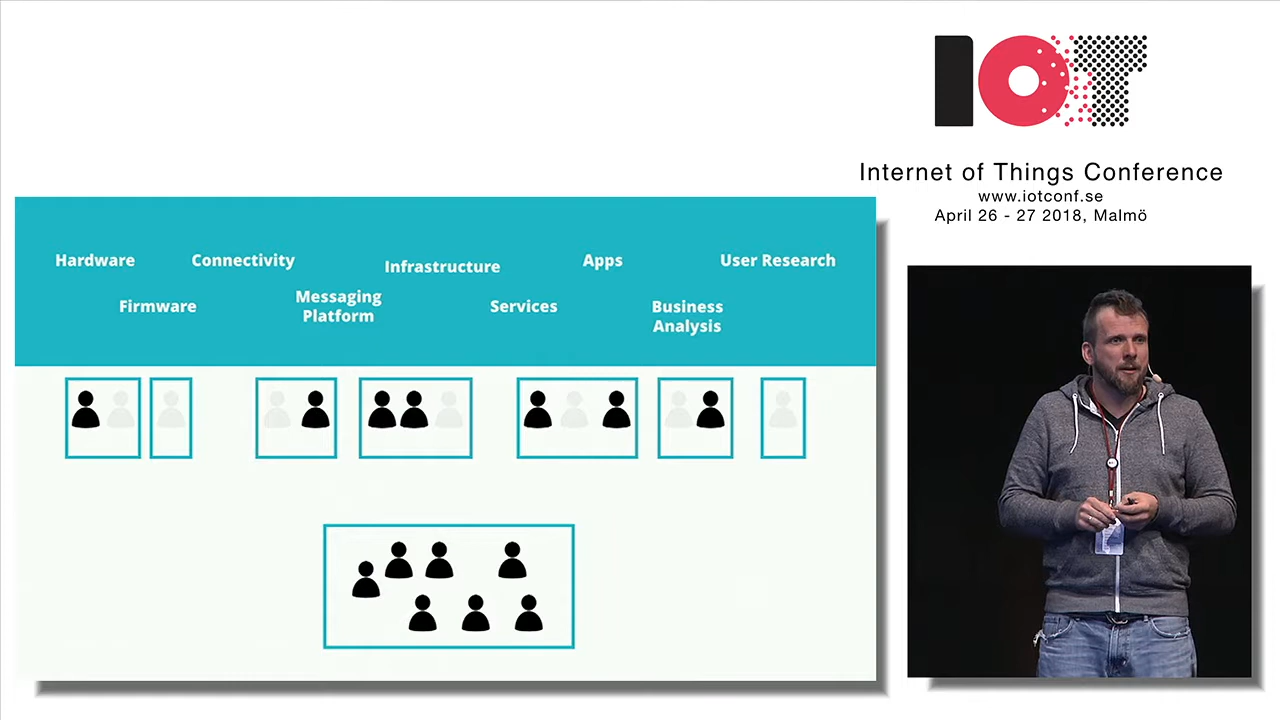 IOT
Internet of Things Conference
www.iotconf.se
April 26 - 27 2018, Malmö
Hardware
Connectivity
Infrastructure
Apps
User Research
Firmware
Messaging
Platform
Services
Business
Analysis